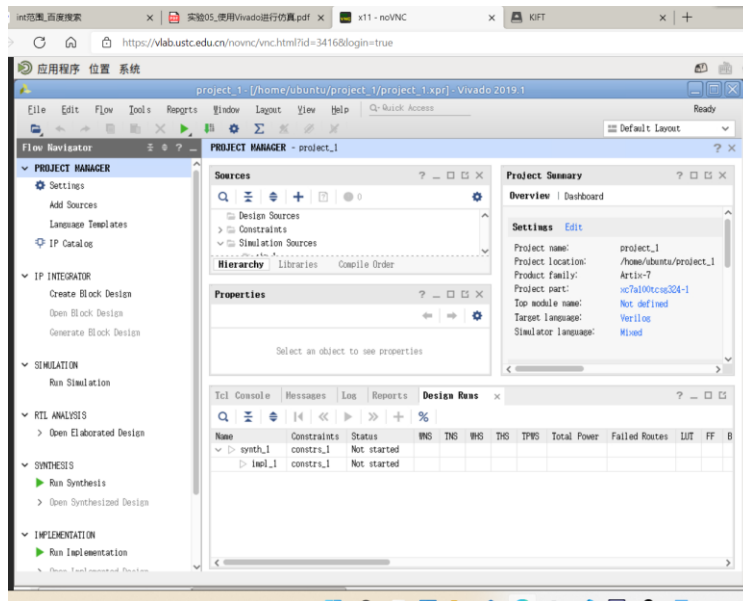 int范围_百度搜索
实验05_使用Vivado进行仿真.pdf
x11 - noVNC
KIFT
https://vlab.ustc.edu.cn/novnc/vnc.html?id=3416&login=true
应用程序 位置 系统
project_1 - [/home/ubuntu/project_1/project_1.xpr] - Vivado 2019.1
File Edit Flow Tools Reports Window Layout View Help Quick Access
Ready
Default Layout
Flow Navigator
PROJECT MANAGER - project_1
PROJECT MANAGER
Settings
Add Sources
Language Templates
IP Catalog
IP INTEGRATOR
Create Block Design
Open Block Design
Generate Block Design
SIMULATION
Run Simulation
RTL ANALYSIS
Open Elaborated Design
SYNTHESIS
Run Synthesis
Open Synthesized Design
IMPLEMENTATION
Run Implementation
Sources
0
Design Sources
Constraints
Simulation Sources
Hierarchy Libraries Compile Order
Properties
Select an object to see properties
Project Summary
Overview | Dashboard
Settings Edit
Project name: project_1
Project location: /home/ubuntu/project_1
Product family: Artix-7
Project part: xc7a100tcsg324-1
Top module name: Not defined
Target language: Verilog
Simulator language: Mixed
Tcl Console Messages Log Reports Design Runs
Name Constraints Status WNS TNS WHS THS TPWS Total Power Failed Routes LUT FF B
synth_1 constrs_1 Not started
impl_1 constrs_1 Not started